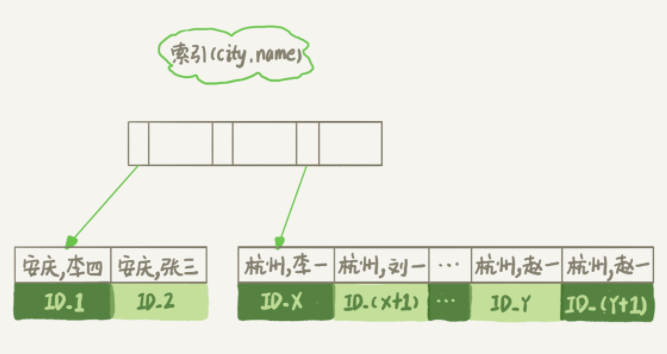 索引(city,name)
安庆,李四 安庆,张三 杭州,李一 杭州,刘一 ... 杭州,赵一 杭州,赵一
ID_1 ID_2 ID_X ID_(X+1) ... ID_Y ID_(Y+1)